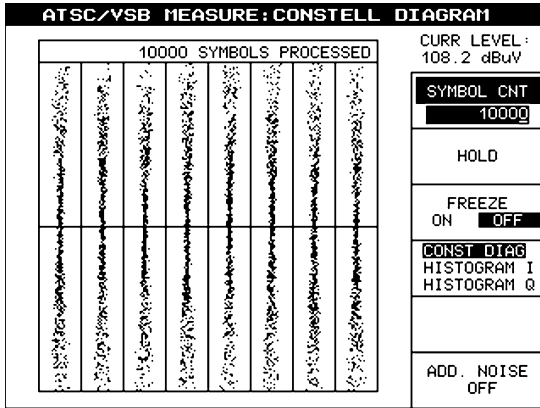 ATSC/VSB MEASURE:CONSTELL DIAGRAM
10000 SYMBOLS PROCESSED
CURR LEVEL:
108.2 dBuV
SYMBOL CNT
10000
HOLD
FREEZE
ON OFF
CONST DIAG
HISTOGRAM I
HISTOGRAM Q
ADD. NOISE
OFF